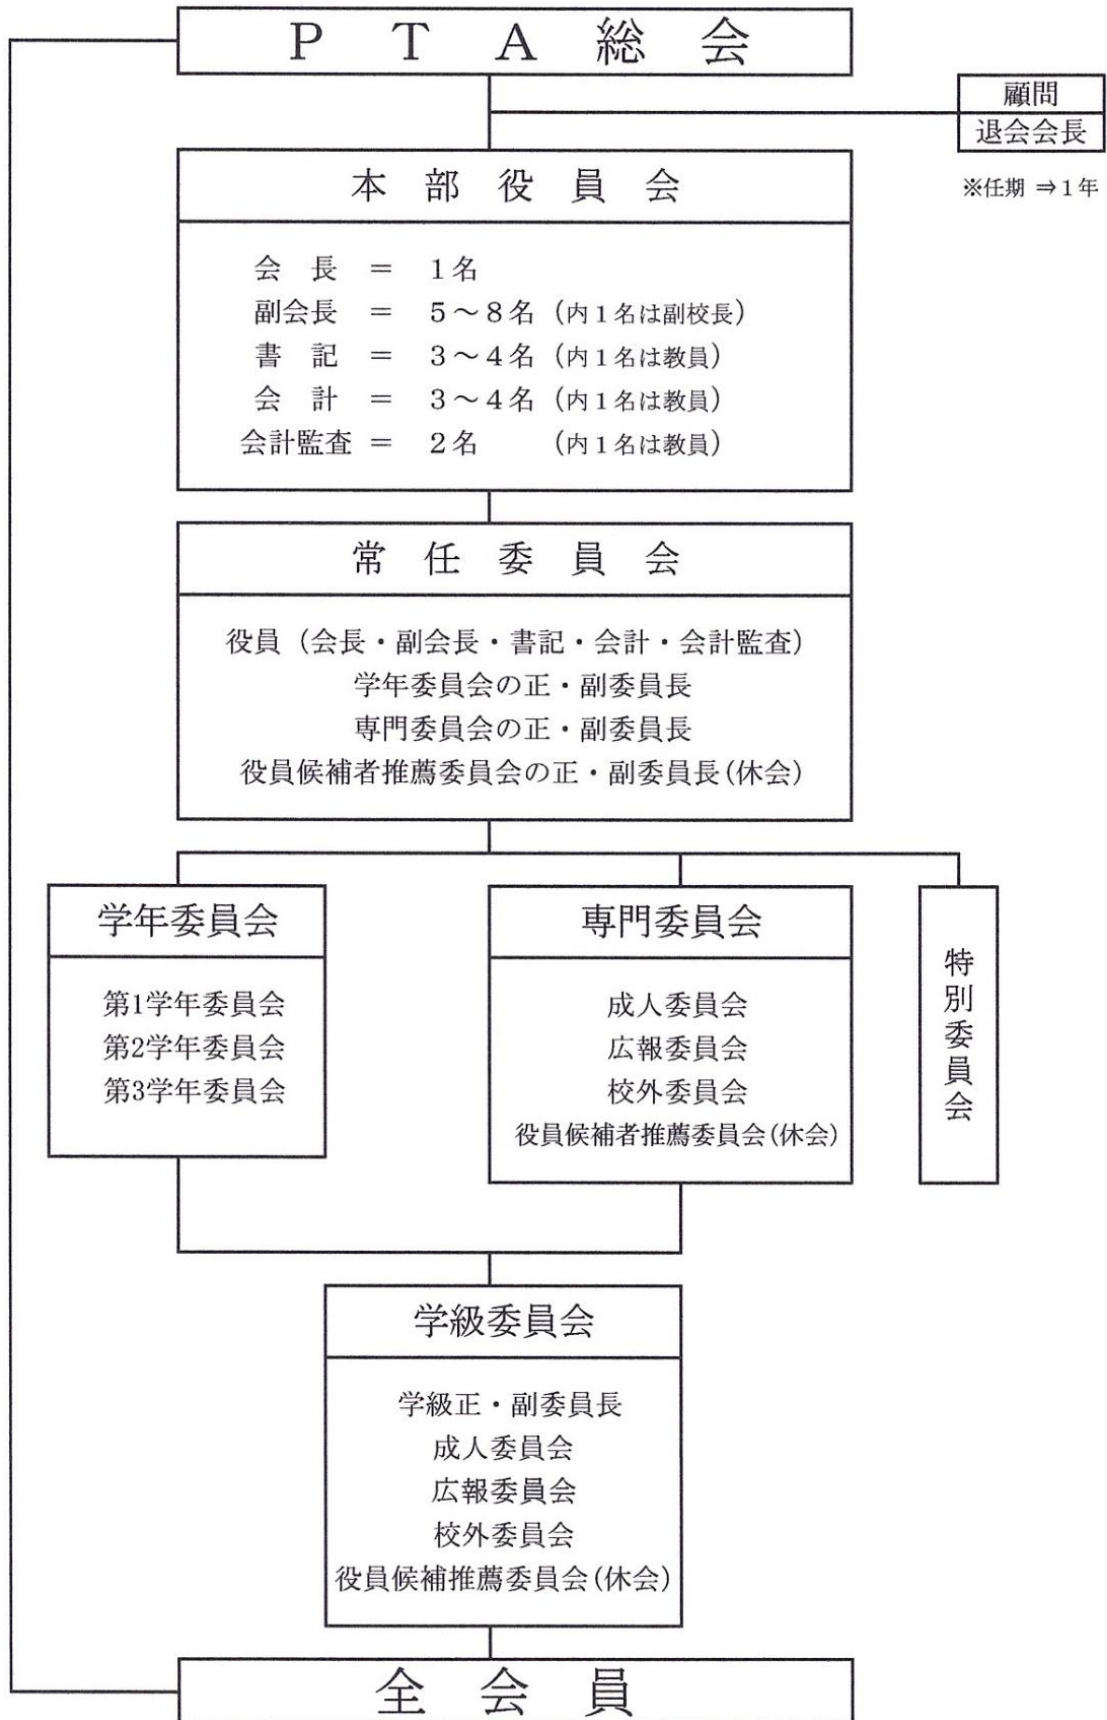 ＰＴＡ総会
顧問
退会会長
※任期 ⇒１年
本部役員会
会　長　＝　１名
副会長　＝　５～８名（内１名は副校長）
書　記　＝　３～４名（内１名は教員）
会　計　＝　３～４名（内１名は教員）
会計監査 ＝　２名　　（内１名は教員）
常任委員会
役員（会長・副会長・書記・会計・会計監査）
学年委員会の正・副委員長
専門委員会の正・副委員長
役員候補者推薦委員会の正・副委員長(休会)
学年委員会
第1学年委員会
第2学年委員会
第3学年委員会
専門委員会
成人委員会
広報委員会
校外委員会
役員候補者推薦委員会(休会)
特別委員会
学級委員会
学級正・副委員長
成人委員会
広報委員会
校外委員会
役員候補推薦委員会(休会)
全会員